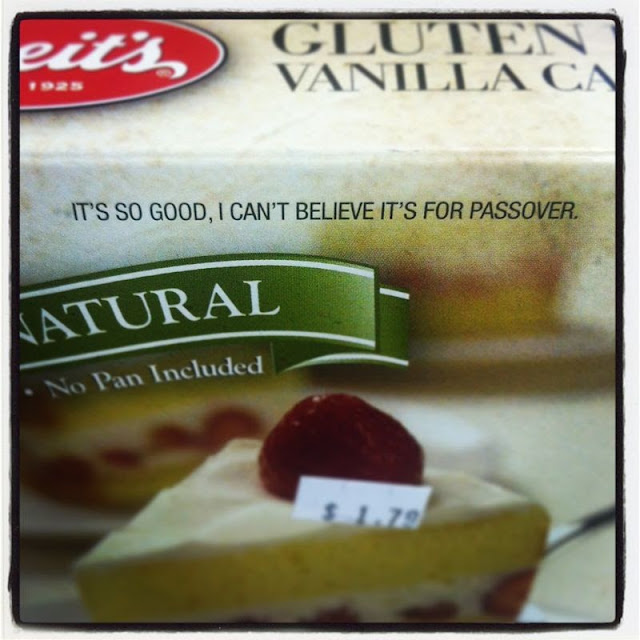 eit's
1925
GLUTEN
VANILLA CA
IT'S SO GOOD, I CAN'T BELIEVE IT'S FOR PASSOVER.
NATURAL
• No Pan Included
$ 1.79